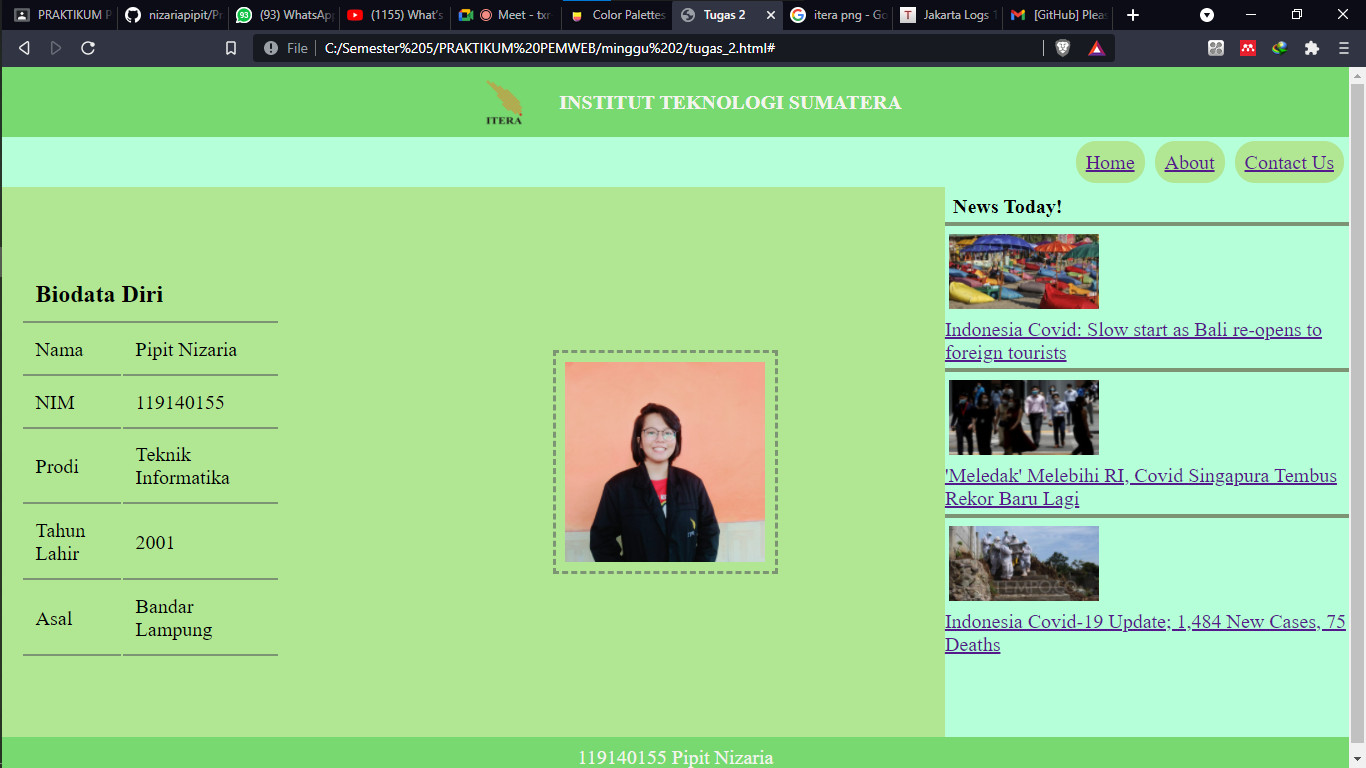 PRAKTIKUM P
nizariapipit/Pr
(93) WhatsAp
(1155) What's
Meet - txn
Color Palettes
Tugas 2
itera png - Go
Jakarta Logs 1
[GitHub] Plea
File
C:/Semester%205/PRAKTIKUM%20PEMWEB/minggu%202/tugas_2.html#
ITERA
INSTITUT TEKNOLOGI SUMATERA
Home
About
Contact Us
Biodata Diri
Nama
Pipit Nizaria
NIM
119140155
Prodi
Teknik
Informatika
Tahun
Lahir
2001
Asal
Bandar
Lampung
News Today!
Indonesia Covid: Slow start as Bali re-opens to
foreign tourists
'Meledak' Melebihi RI, Covid Singapura Tembus
Rekor Baru Lagi
Indonesia Covid-19 Update; 1,484 New Cases, 75
Deaths
119140155 Pipit Nizaria